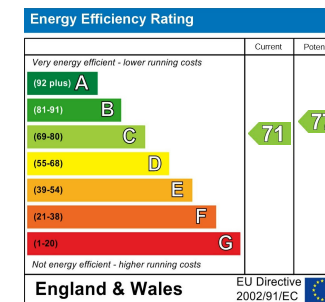 Energy Efficiency Rating
Current
Very energy efficient - lower running costs
(92 plus) A
(81-91) B
(69-80) C
71
(55-68) D
(39-54) E
(21-38) F
(1-20) G
Not energy efficient - higher running costs
England & Wales
EU Directive
2002/91/EC